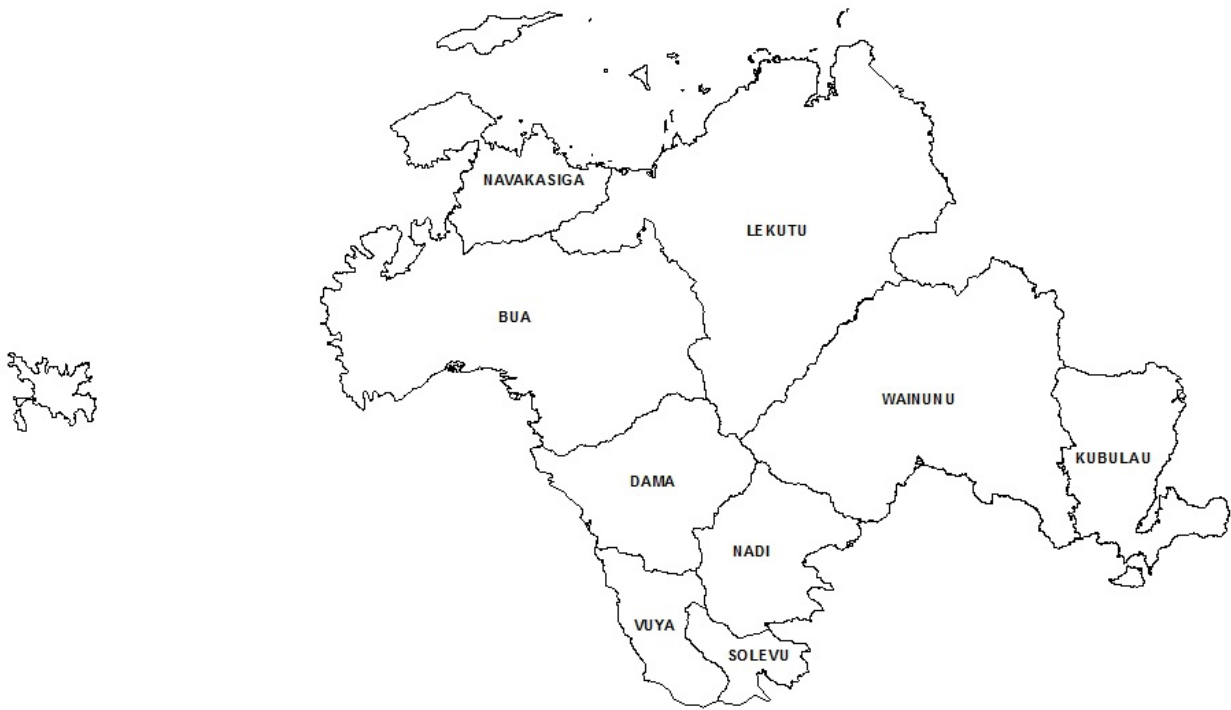 NAVAKASIGA
LEKUTU
BUA
WAINUNU
KUBULAU
DAMA
NADI
VUYA
SOLEVU